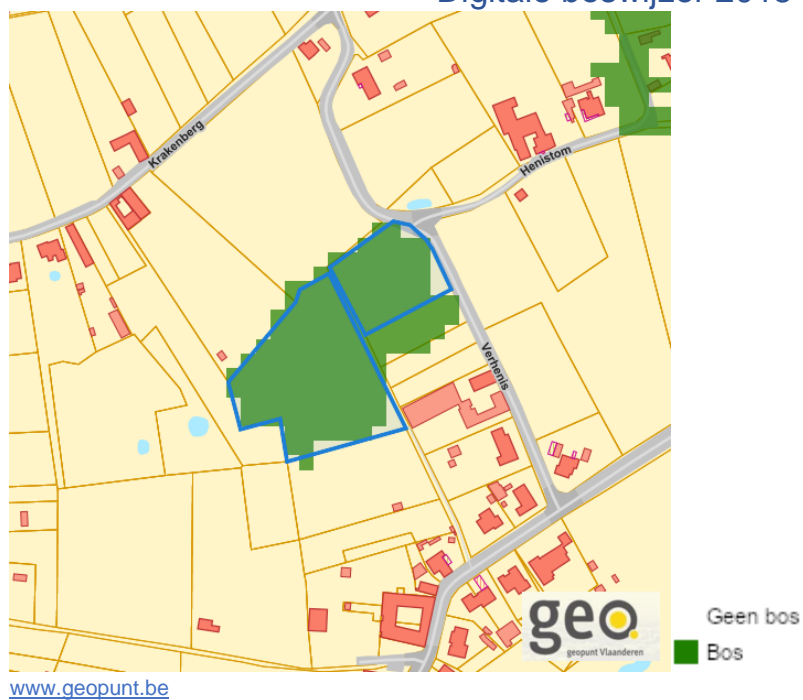 Krakenberg
Henistom
Verhenis
geo.
geopunt Vlaanderen
Geen bos
Bos
www.geopunt.be